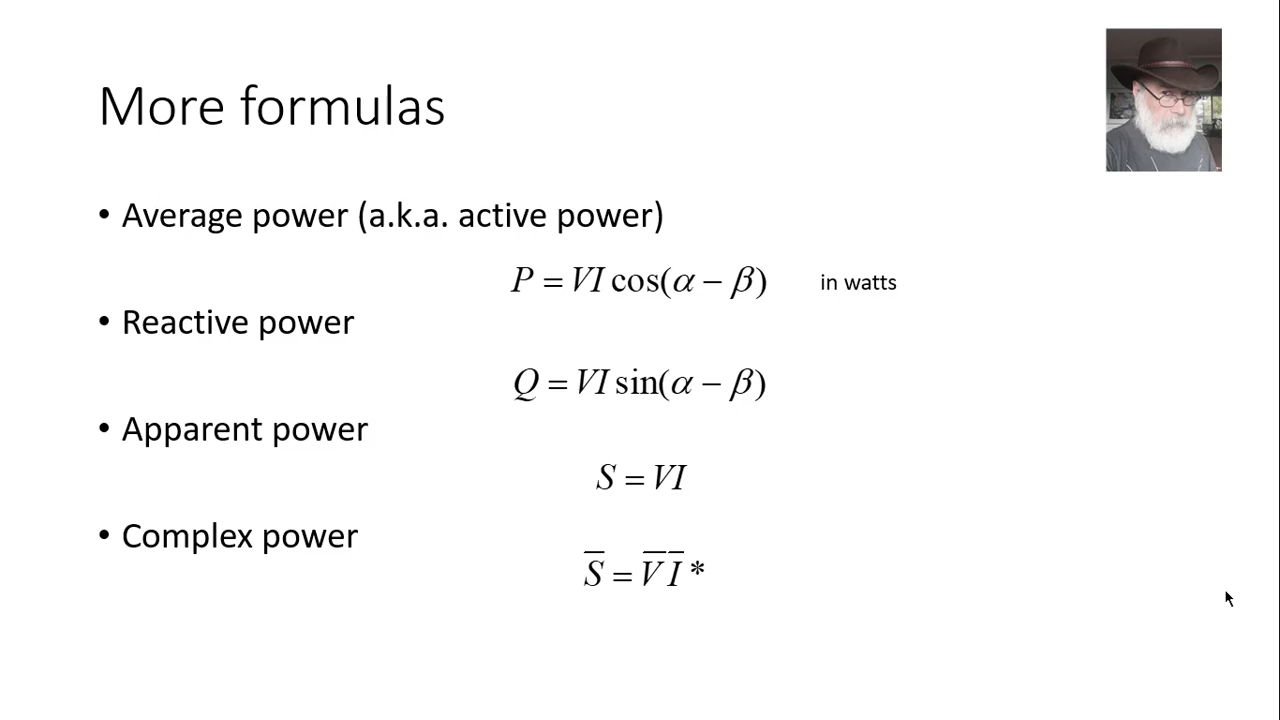 More formulas
• Average power (a.k.a. active power)
P = VI cos(α − β) in watts
• Reactive power
Q = VI sin(α − β)
• Apparent power
S = VI
• Complex power
S̅ = V̅ I̅ *